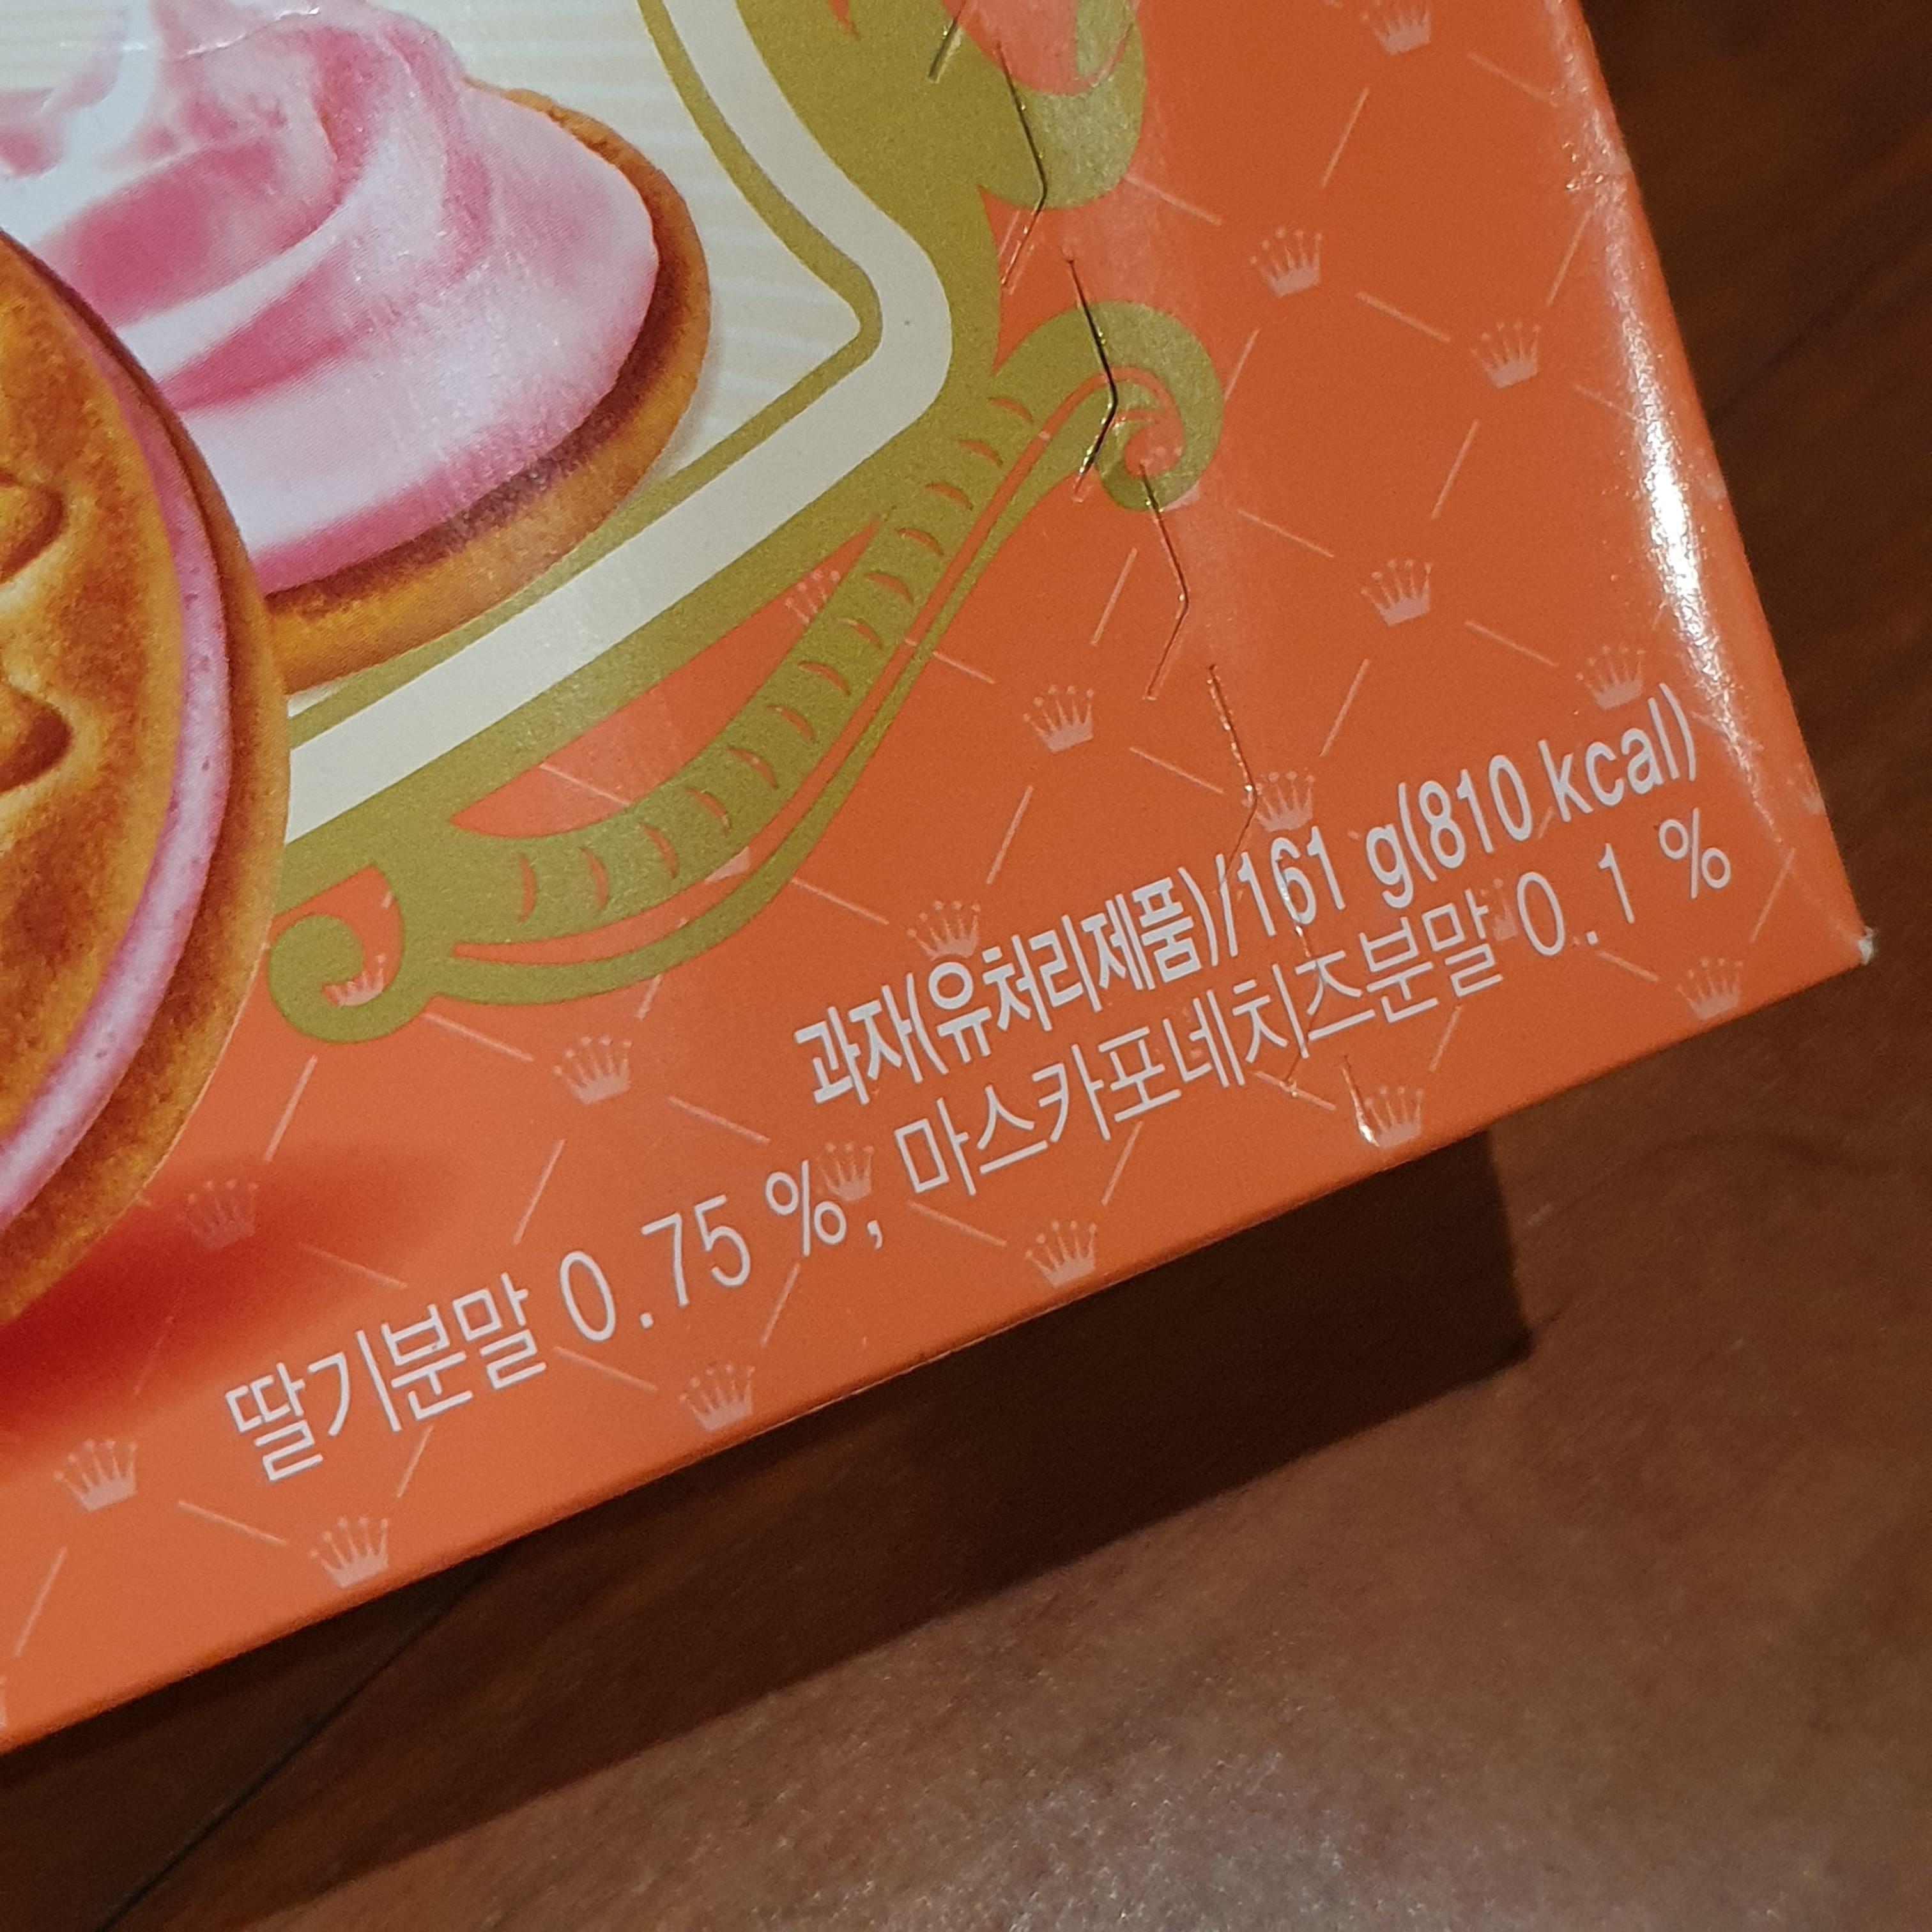 과자(유처리제품)/161 g(810 kcal)
딸기분말 0.75 %, 마스카포네치즈분말 0.1 %